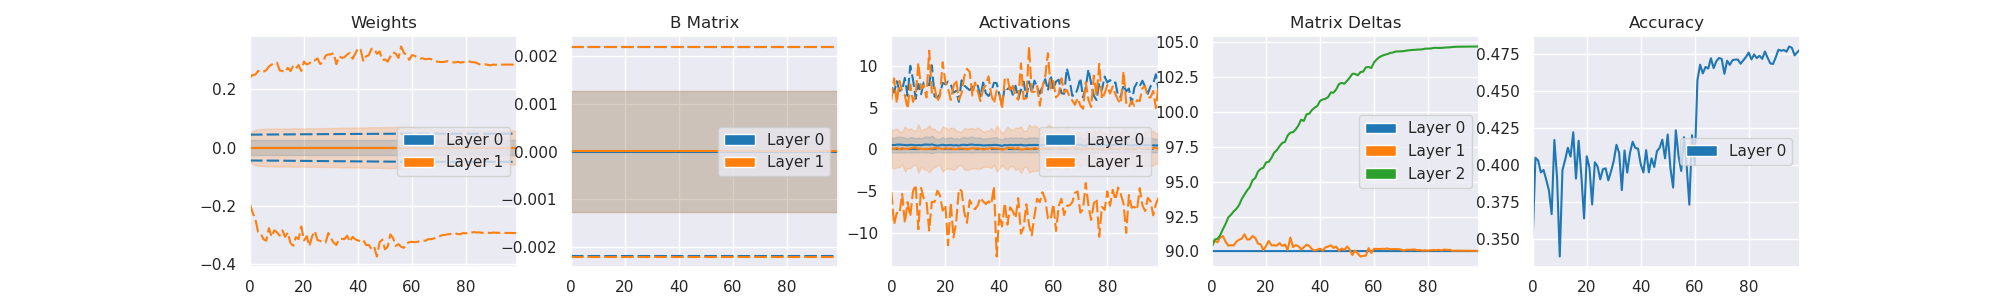 Weights
0.2
0.0
−0.2
−0.4
0 20 40 60 80
Layer 0
Layer 1
B Matrix
0.002
0.001
0.000
−0.001
−0.002
0 20 40 60 80
Layer 0
Layer 1
Activations
10
5
0
−5
−10
0 20 40 60 80
Layer 0
Layer 1
Matrix Deltas
105.0
102.5
100.0
97.5
95.0
92.5
90.0
0 20 40 60 80
Layer 0
Layer 1
Layer 2
Accuracy
0.475
0.450
0.425
0.400
0.375
0.350
0 20 40 60 80
Layer 0